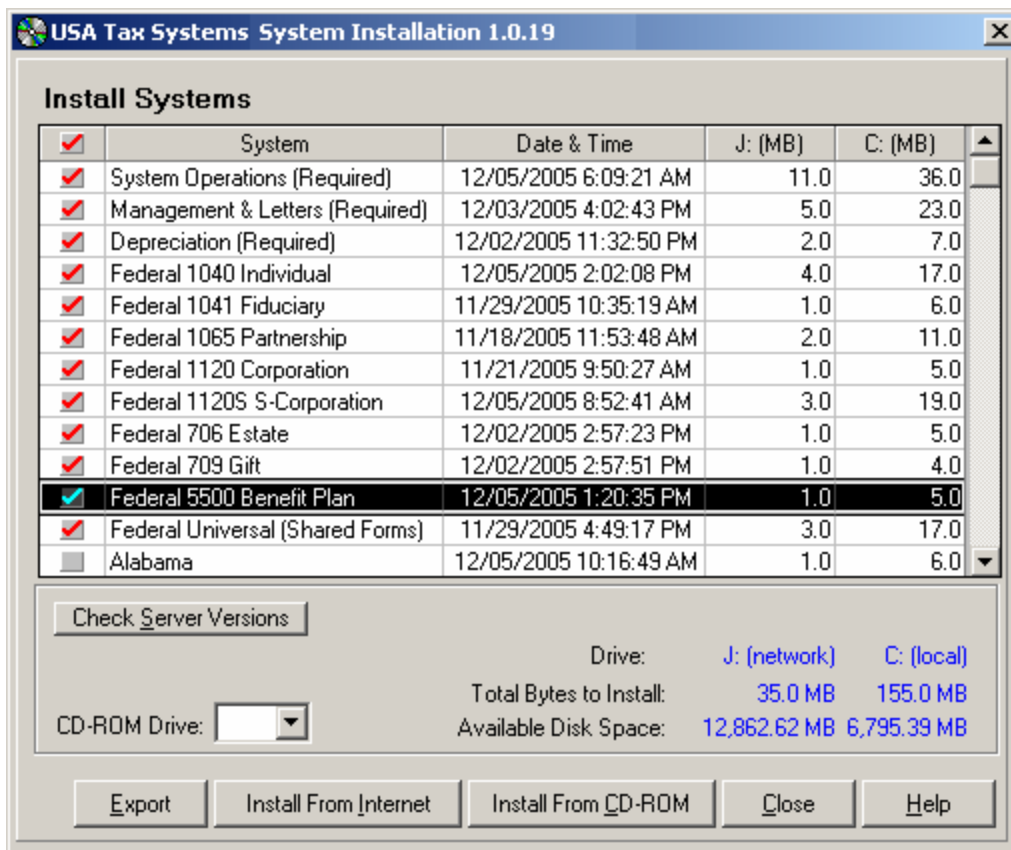 USA Tax Systems System Installation 1.0.19
Install Systems
System Date & Time J: (MB) C: (MB)
System Operations (Required) 12/05/2005 6:09:21 AM 11.0 36.0
Management & Letters (Required) 12/03/2005 4:02:43 PM 5.0 23.0
Depreciation (Required) 12/02/2005 11:32:50 PM 2.0 7.0
Federal 1040 Individual 12/05/2005 2:02:08 PM 4.0 17.0
Federal 1041 Fiduciary 11/29/2005 10:35:19 AM 1.0 6.0
Federal 1065 Partnership 11/18/2005 11:53:48 AM 2.0 11.0
Federal 1120 Corporation 11/21/2005 9:50:27 AM 1.0 5.0
Federal 1120S S-Corporation 12/05/2005 8:52:41 AM 3.0 19.0
Federal 706 Estate 12/02/2005 2:57:23 PM 1.0 5.0
Federal 709 Gift 12/02/2005 2:57:51 PM 1.0 4.0
Federal 5500 Benefit Plan 12/05/2005 1:20:35 PM 1.0 5.0
Federal Universal (Shared Forms) 11/29/2005 4:49:17 PM 3.0 17.0
Alabama 12/05/2005 10:16:49 AM 1.0 6.0
Check Server Versions
Drive: J: (network) C: (local)
Total Bytes to Install: 35.0 MB 155.0 MB
CD-ROM Drive: Available Disk Space: 12,862.62 MB 6,795.39 MB
Export Install From Internet Install From CD-ROM Close Help